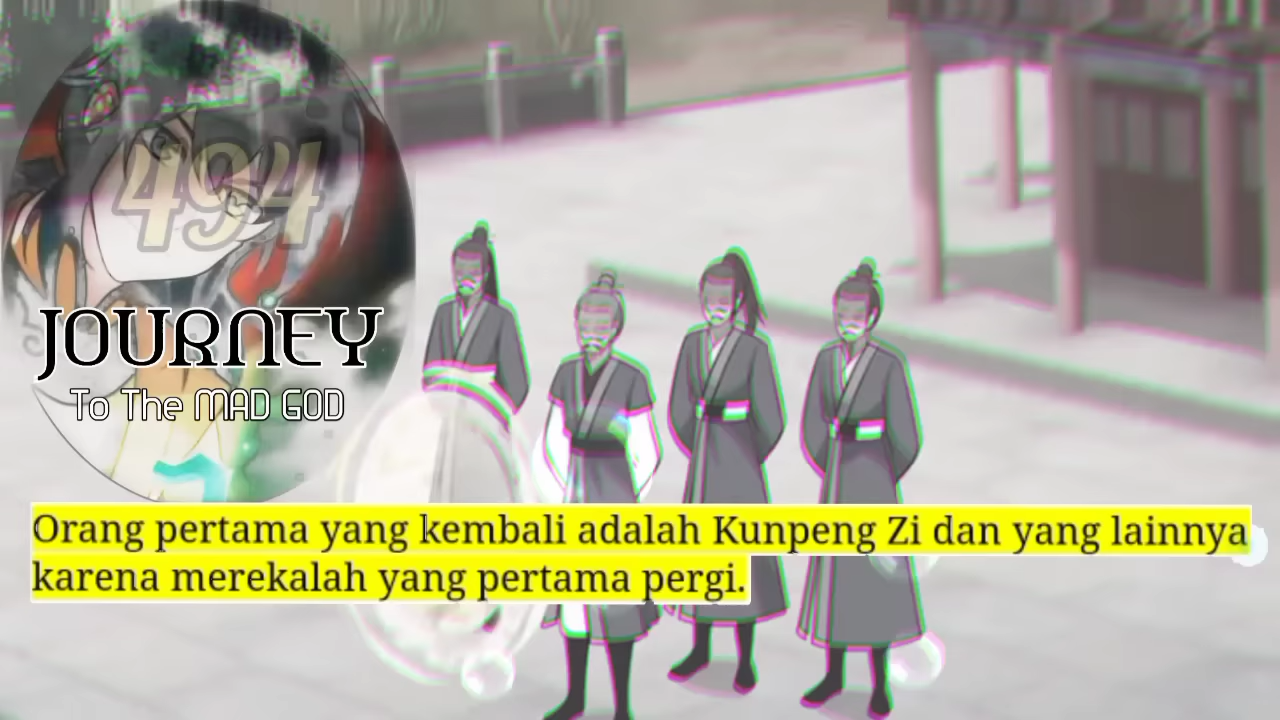 494
JOURNEY
To The MAD GOD
Orang pertama yang kembali adalah Kunpeng Zi dan yang lainnya
karena merekalah yang pertama pergi.